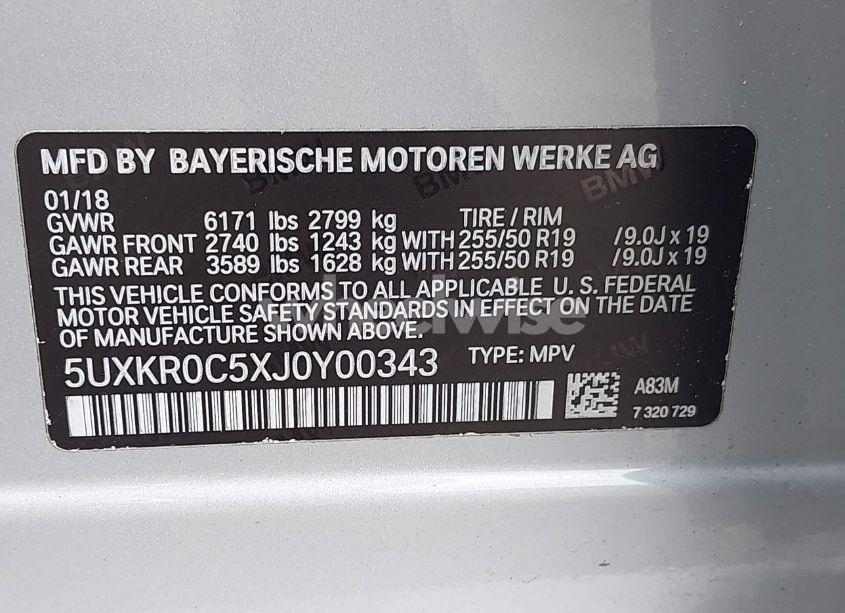 MFD BY BAYERISCHE MOTOREN WERKE AG
01/18
GVWR 6171 lbs 2799 kg TIRE / RIM
GAWR FRONT 2740 lbs 1243 kg WITH 255/50 R19 /9.0J x 19
GAWR REAR 3589 lbs 1628 kg WITH 255/50 R19 /9.0J x 19
THIS VEHICLE CONFORMS TO ALL APPLICABLE U. S. FEDERAL
MOTOR VEHICLE SAFETY STANDARDS IN EFFECT ON THE DATE
OF MANUFACTURE SHOWN ABOVE.
5UXKR0C5XJ0Y00343 TYPE: MPV
A83M
7 320 729
BMW